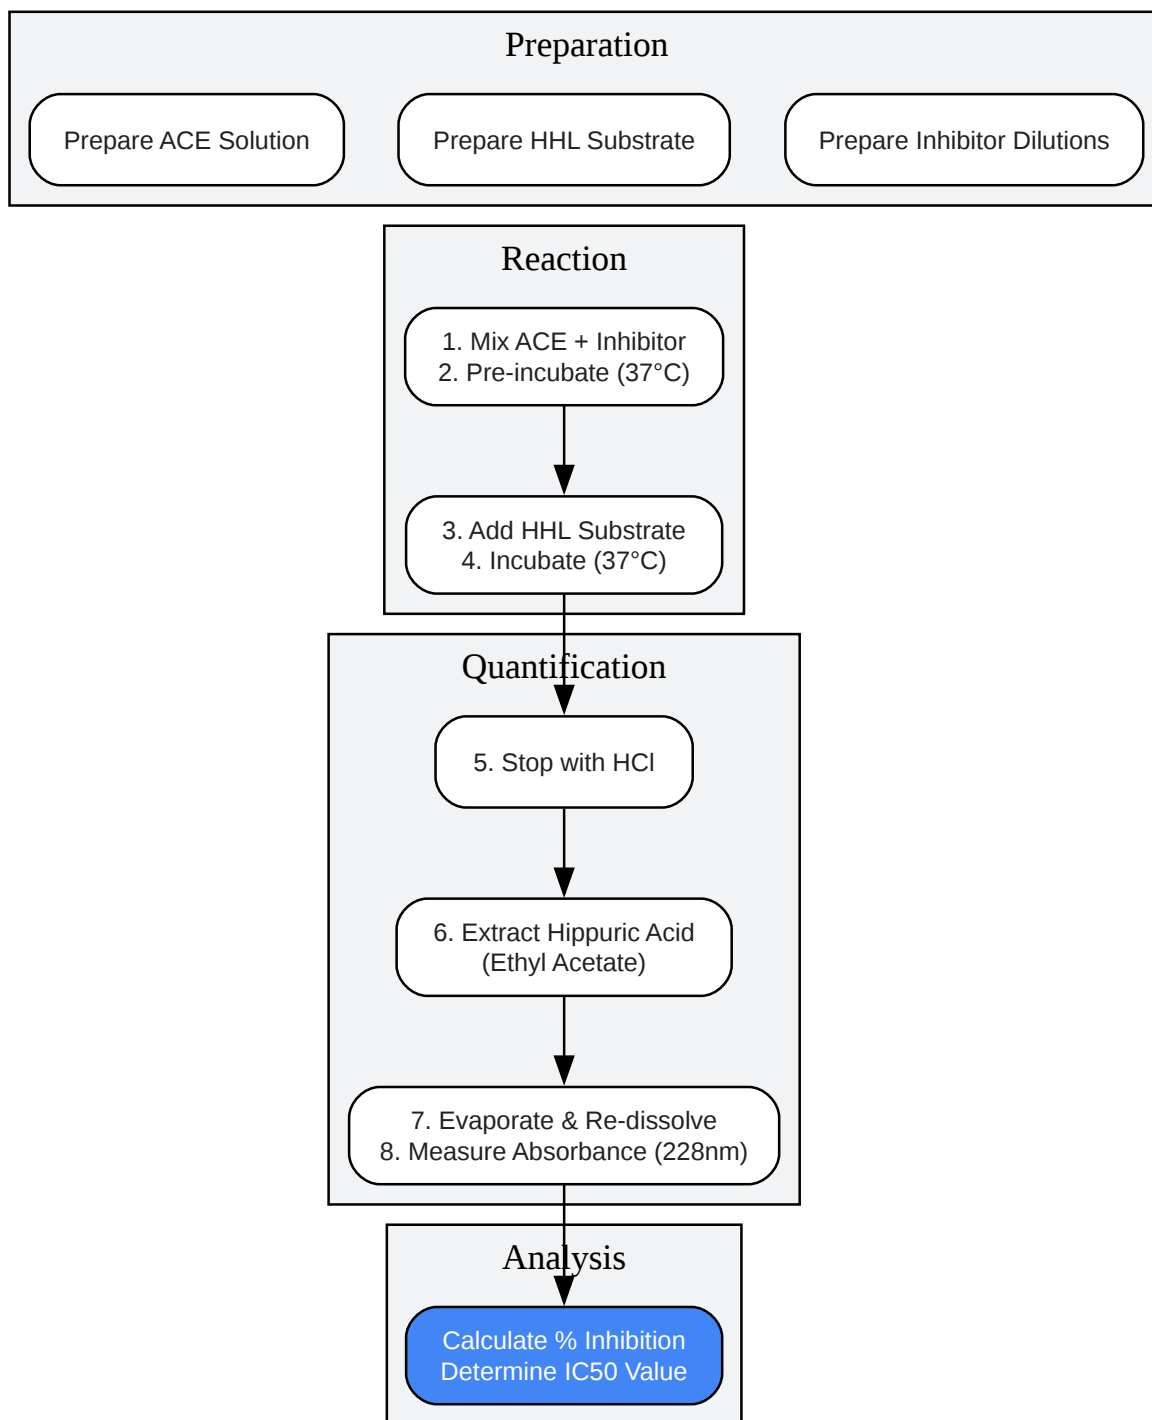 Preparation
Prepare ACE Solution
Prepare HHL Substrate
Prepare Inhibitor Dilutions
Reaction
1. Mix ACE + Inhibitor
2. Pre-incubate (37°C)
3. Add HHL Substrate
4. Incubate (37°C)
Quantification
5. Stop with HCl
6. Extract Hippuric Acid
(Ethyl Acetate)
7. Evaporate & Re-dissolve
8. Measure Absorbance (228nm)
Analysis
Calculate % Inhibition
Determine IC50 Value